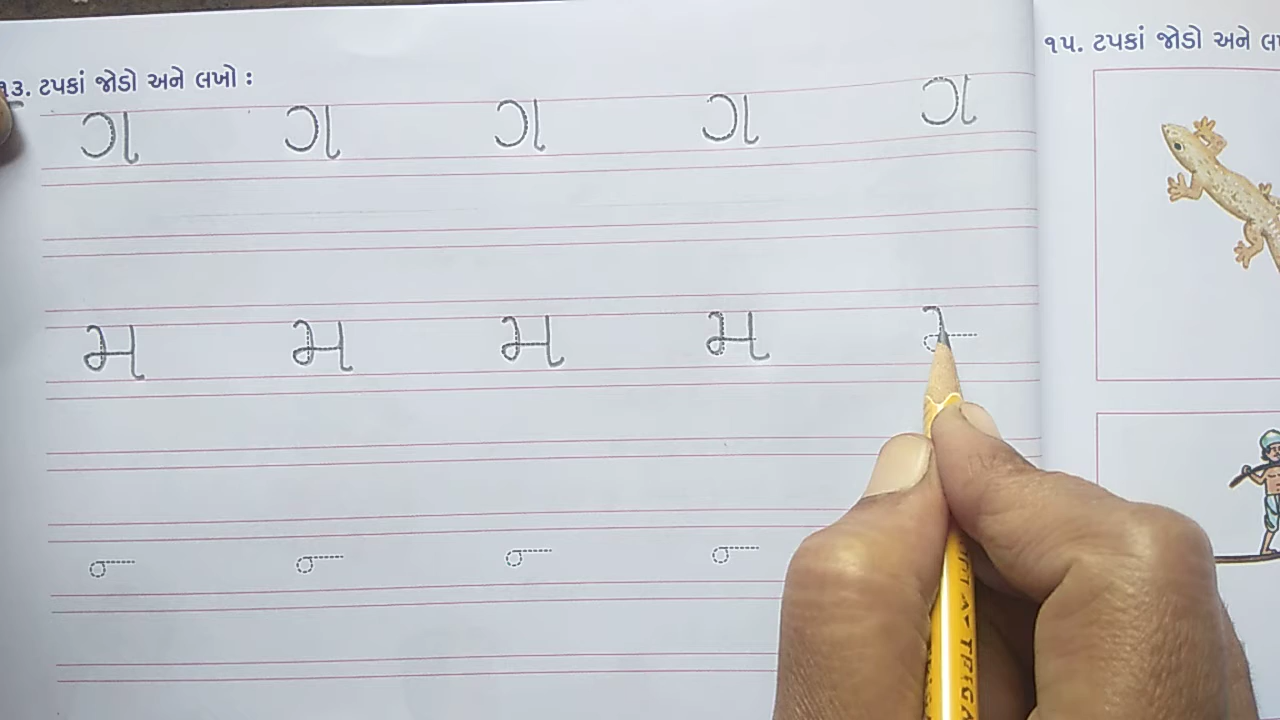 ૧૩. ટપકાં જોડો અને લખો :
ગ ગ ગ ગ ગ
મ મ મ મ
૧૫. ટપકાં જોડો અને